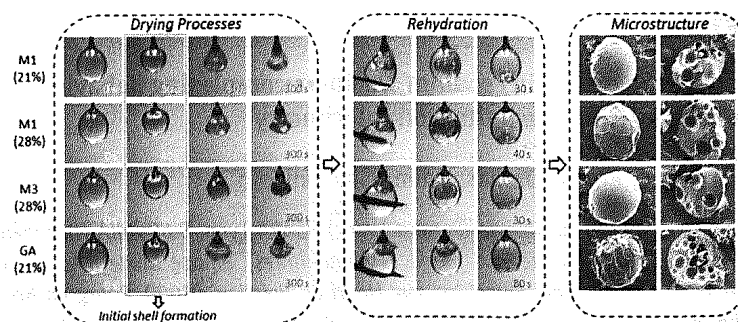 Drying Processes
Rehydration
Microstructure
M1
(21%)
300 s
30 s
M1
(28%)
300 s
40 s
M3
(28%)
300 s
30 s
GA
(21%)
300 s
80 s
Initial shell formation